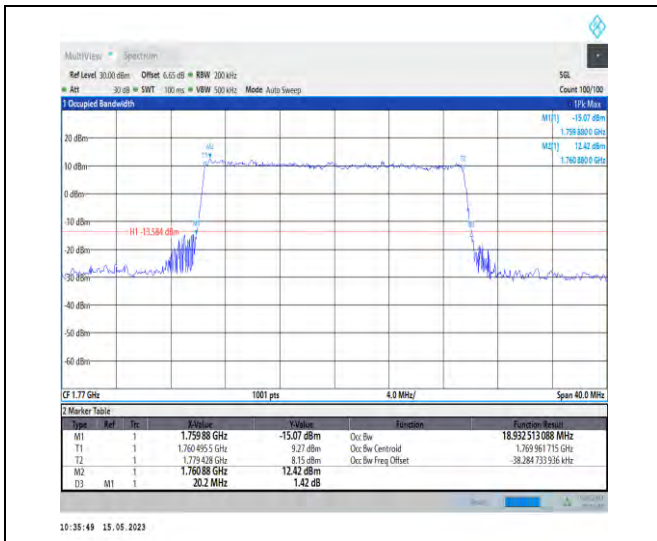 MultiView Spectrum
Ref Level 30.00 dBm Offset 6.65 dB RBW 200 kHz SGL
Att 30 dB SWT 100 ms VBW 500 kHz Mode Auto Sweep Count 100/100
1 Occupied Bandwidth 1Pk Max
M1[1] -15.07 dBm
1.759 880 0 GHz
20 dBm M2[1] 12.42 dBm
1.760 880 0 GHz
M2
T1 T2
10 dBm
0 dBm
-10 dBm
M1
H1 -13.584 dBm
-30 dBm
-40 dBm
-50 dBm
-60 dBm
CF 1.77 GHz 1001 pts 4.0 MHz/ Span 40.0 MHz
2 Marker Table
Type Ref Trc X-Value Y-Value Function Function Result
M1 1 1.759 88 GHz -15.07 dBm Occ Bw 18.932 513 088 MHz
T1 1 1.760 495 5 GHz 9.27 dBm Occ Bw Centroid 1.769 961 715 GHz
T2 1 1.779 428 GHz 8.15 dBm Occ Bw Freq Offset -38.284 733 936 kHz
M2 1 1.760 88 GHz 12.42 dBm
D3 M1 1 20.2 MHz 1.42 dB
10:35:49 15.05.2023